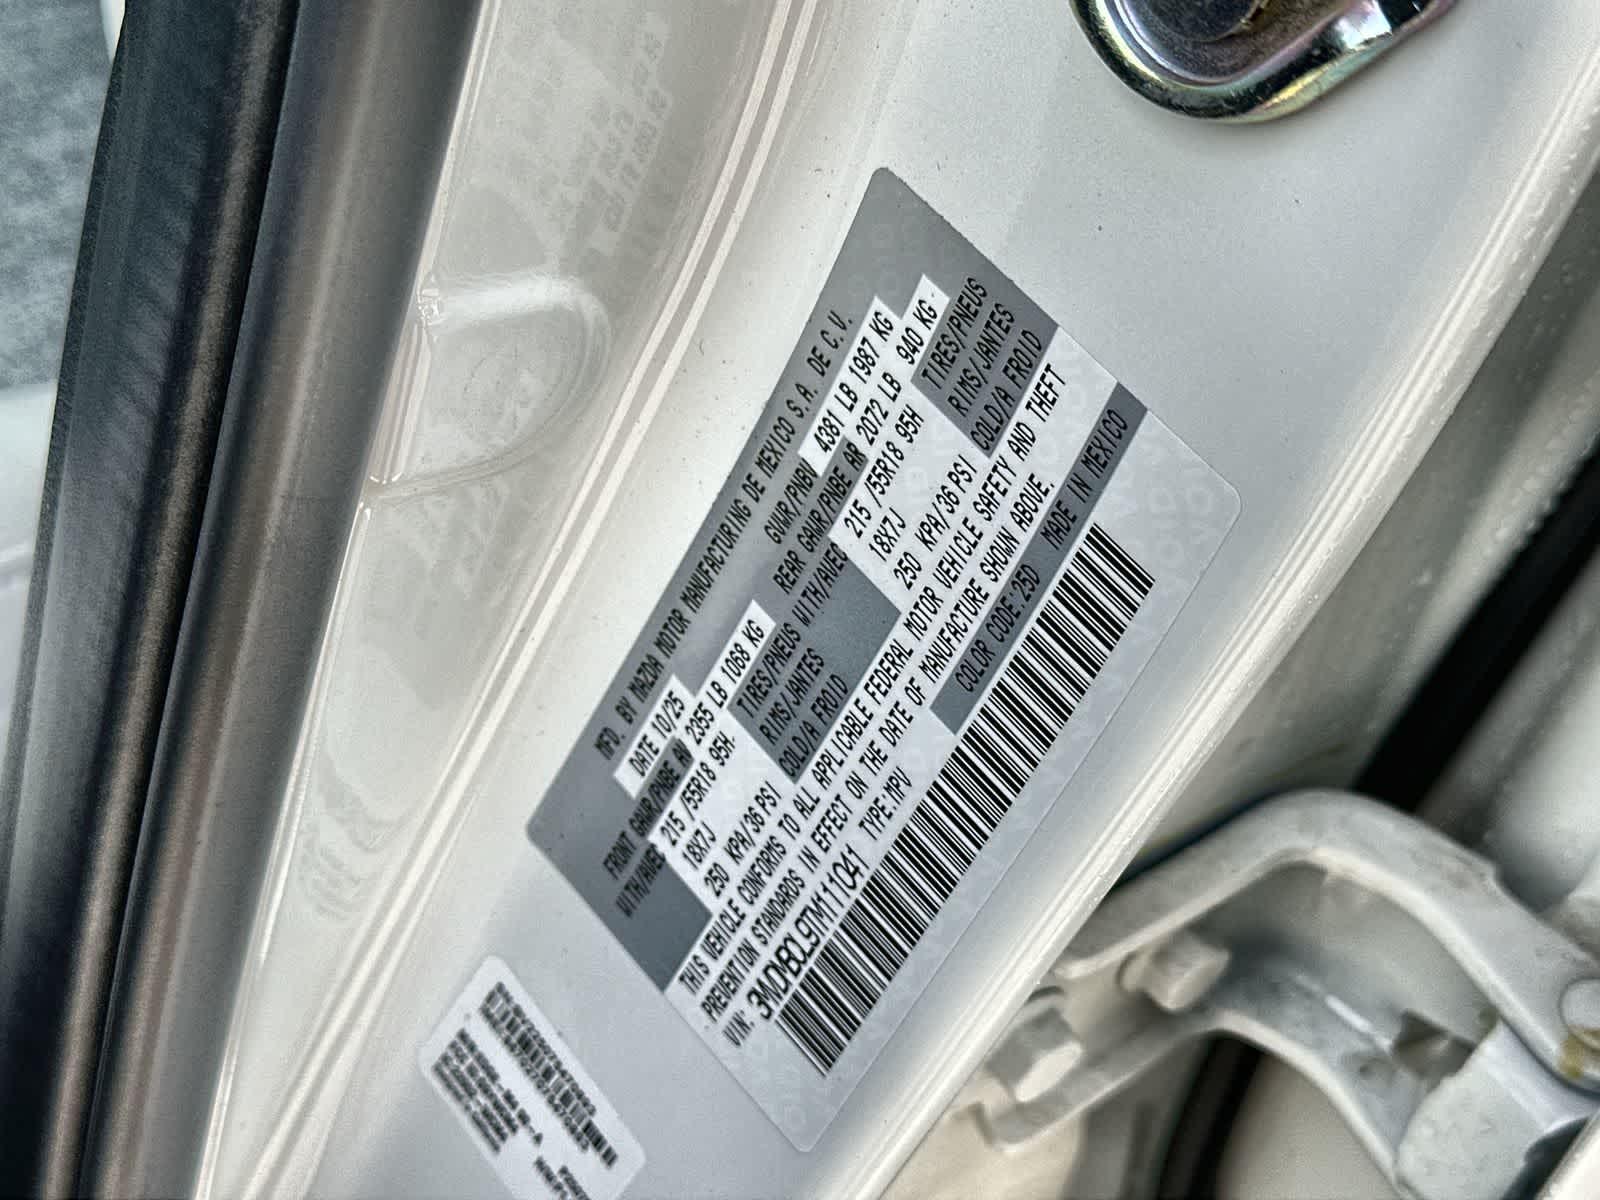 MFD. BY MAZDA MOTOR MANUFACTURING DE MEXICO S.A. DE C.V.
DATE 10/25 GVWR/PNBV 4381 LB 1987 KG
FRONT GAWR/PNBE AV 2355 LB 1068 KG REAR GAWR/PNBE AR 2072 LB 940 KG
WITH/AVEC 215 /55R18 95H TIRES/PNEUS WITH/AVEC 215 /55R18 95H TIRES/PNEUS
18X7J RIMS/JANTES 18X7J RIMS/JANTES
250 KPA/36 PSI COLD/A FROID 250 KPA/36 PSI COLD/A FROID
THIS VEHICLE CONFORMS TO ALL APPLICABLE FEDERAL MOTOR VEHICLE SAFETY AND THEFT
PREVENTION STANDARDS IN EFFECT ON THE DATE OF MANUFACTURE SHOWN ABOVE.
VIN: 3MVDMBCL9TM111041 TYPE:MPV COLOR CODE:25D MADE IN MEXICO